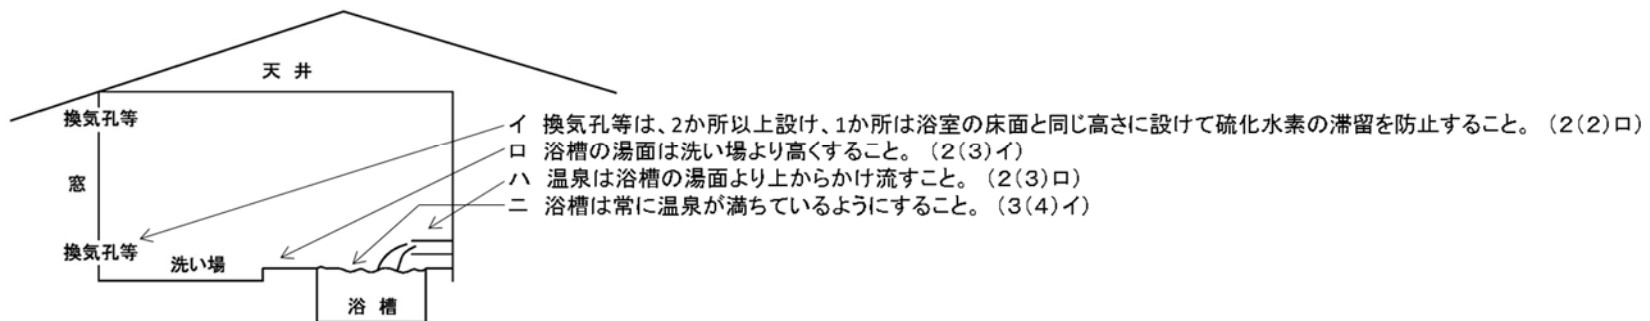 天 井
換気孔等
イ 換気孔等は、2か所以上設け、1か所は浴室の床面と同じ高さに設けて硫化水素の滞留を防止すること。 (2(2)ロ)
ロ 浴槽の湯面は洗い場より高くすること。 (2(3)イ)
窓
ハ 温泉は浴槽の湯面より上からかけ流すこと。 (2(3)ロ)
ニ 浴槽は常に温泉が満ちているようにすること。 (3(4)イ)
換気孔等
洗い場
浴 槽